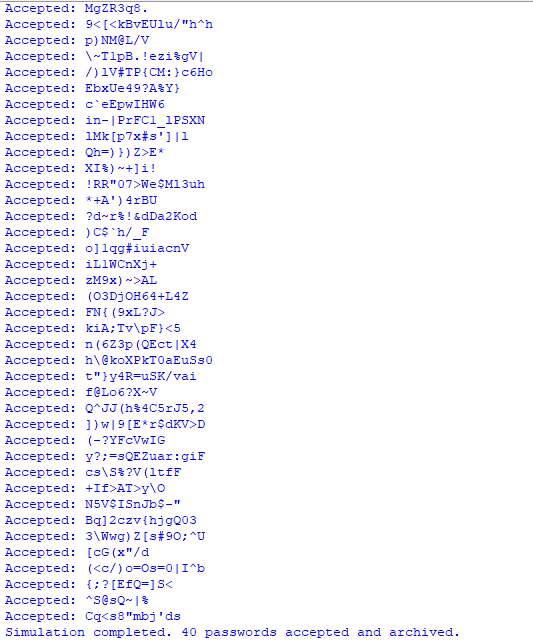 Accepted: MgZR3q8.
Accepted: 9<[<kBvEUlu/"h^h
Accepted: p)NM@L/V
Accepted: \~TlpB.!ezi%gV|
Accepted: /)lV#TP{CM:}c6Ho
Accepted: EbxUe49?A%Y}
Accepted: c`eEpwIHW6
Accepted: in-|PrFC1_lPSXN
Accepted: lMk[p7x#s']|l
Accepted: Qh=)})Z>E*
Accepted: XI%)~+]i!
Accepted: !RR"07>We$Ml3uh
Accepted: *+A')4rBU
Accepted: ?d~r%!&dDa2Kod
Accepted: )C$`h/_F
Accepted: o]lqg#iuiacnV
Accepted: iL1WCnXj+
Accepted: zM9x)~>AL
Accepted: (O3DjOH64+L4Z
Accepted: FN{(9xL?J>
Accepted: kiA;Tv\pF}<5
Accepted: n(6Z3p(QEct|X4
Accepted: h\@koXPkT0aEuSs0
Accepted: t"}y4R=uSK/vai
Accepted: f@Lo6?X~V
Accepted: Q^JJ(h%4C5rJ5,2
Accepted: ])w|9[E*r$dKV>D
Accepted: (-?YFcVwIG
Accepted: y?;=sQEZuar:giF
Accepted: cs\S%?V(ltfF
Accepted: +If>AT>y\O
Accepted: N5V$ISnJb$-"
Accepted: Bq]2czv{hjgQ03
Accepted: 3\Wwg)Z[s#9O;^U
Accepted: [cG(x"/d
Accepted: (<c/)o=Os=0|I^b
Accepted: {;?[EfQ=]S<
Accepted: ^S@sQ~|%
Accepted: Cq<s8"mbj'ds
Simulation completed. 40 passwords accepted and archived.